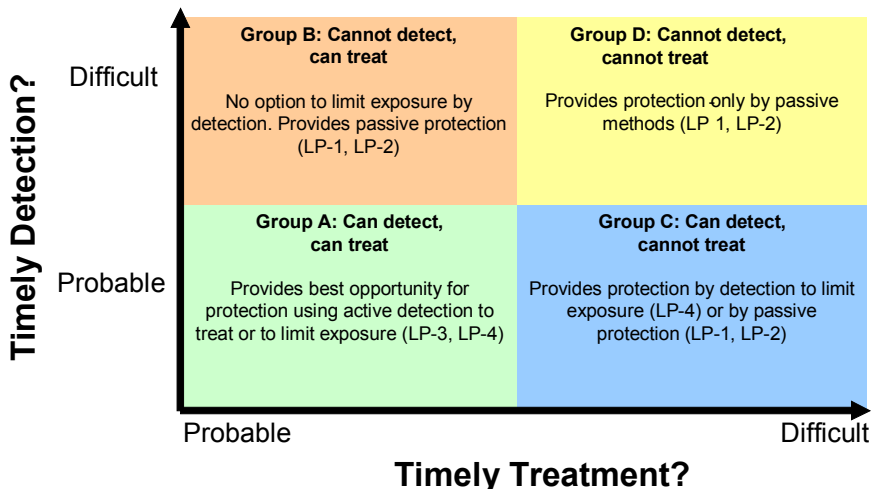 Timely Detection?
Difficult
Probable
Group B: Cannot detect,
can treat
No option to limit exposure by
detection. Provides passive protection
(LP-1, LP-2)
Group D: Cannot detect,
cannot treat
Provides protection only by passive
methods (LP 1, LP-2)
Group A: Can detect,
can treat
Provides best opportunity for
protection using active detection to
treat or to limit exposure (LP-3, LP-4)
Group C: Can detect,
cannot treat
Provides protection by detection to limit
exposure (LP-4) or by passive
protection (LP-1, LP-2)
Probable
Difficult
Timely Treatment?